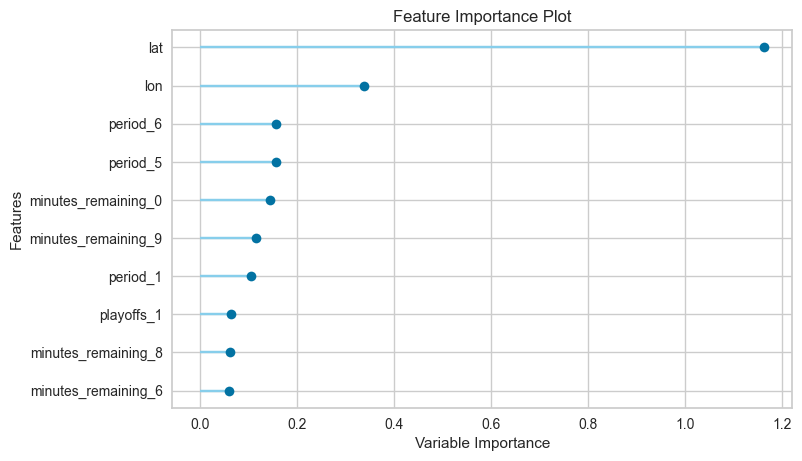 Feature Importance Plot
lat
lon
period_6
period_5
minutes_remaining_0
minutes_remaining_9
period_1
playoffs_1
minutes_remaining_8
minutes_remaining_6
Features
0.0 0.2 0.4 0.6 0.8 1.0 1.2
Variable Importance